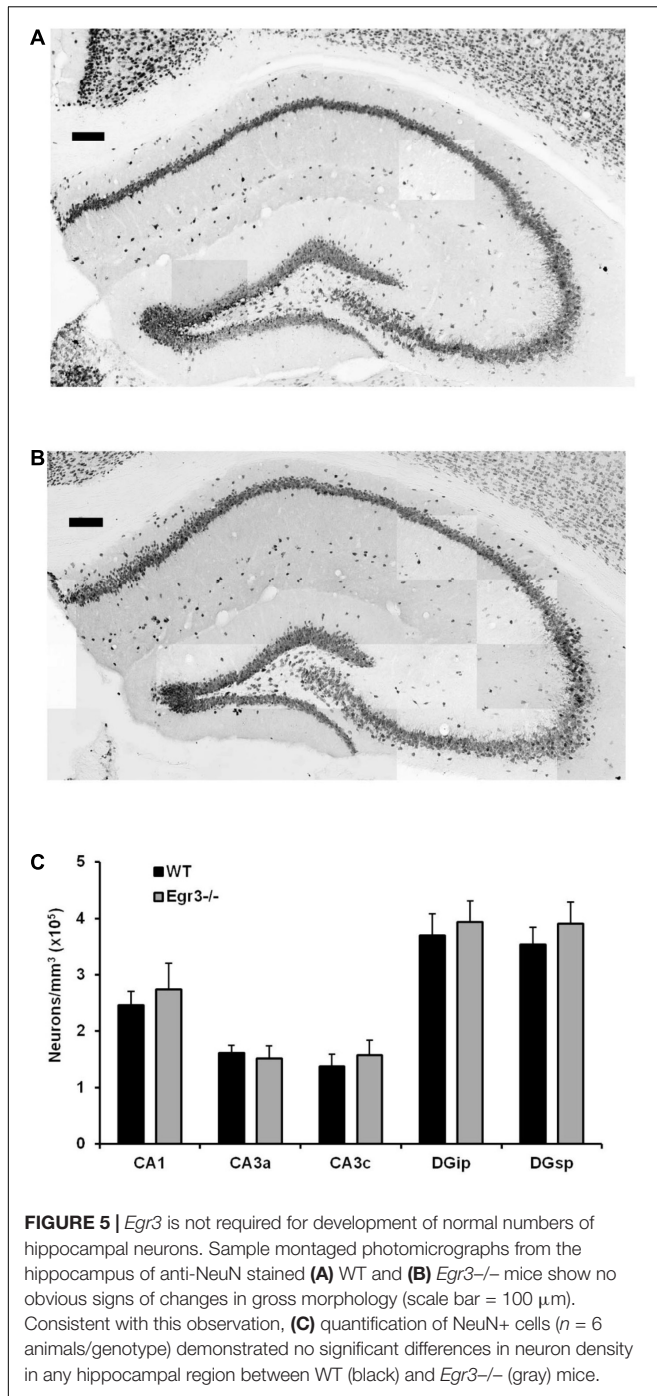 A
B
C
5
4
3
2
1
0
Neurons/mm³ (x10⁵)
WT
Egr3-/-
CA1 CA3a CA3c DGip DGsp
FIGURE 5 | Egr3 is not required for development of normal numbers of
hippocampal neurons. Sample montaged photomicrographs from the
hippocampus of anti-NeuN stained (A) WT and (B) Egr3–/– mice show no
obvious signs of changes in gross morphology (scale bar = 100 μm).
Consistent with this observation, (C) quantification of NeuN+ cells (n = 6
animals/genotype) demonstrated no significant differences in neuron density
in any hippocampal region between WT (black) and Egr3–/– (gray) mice.